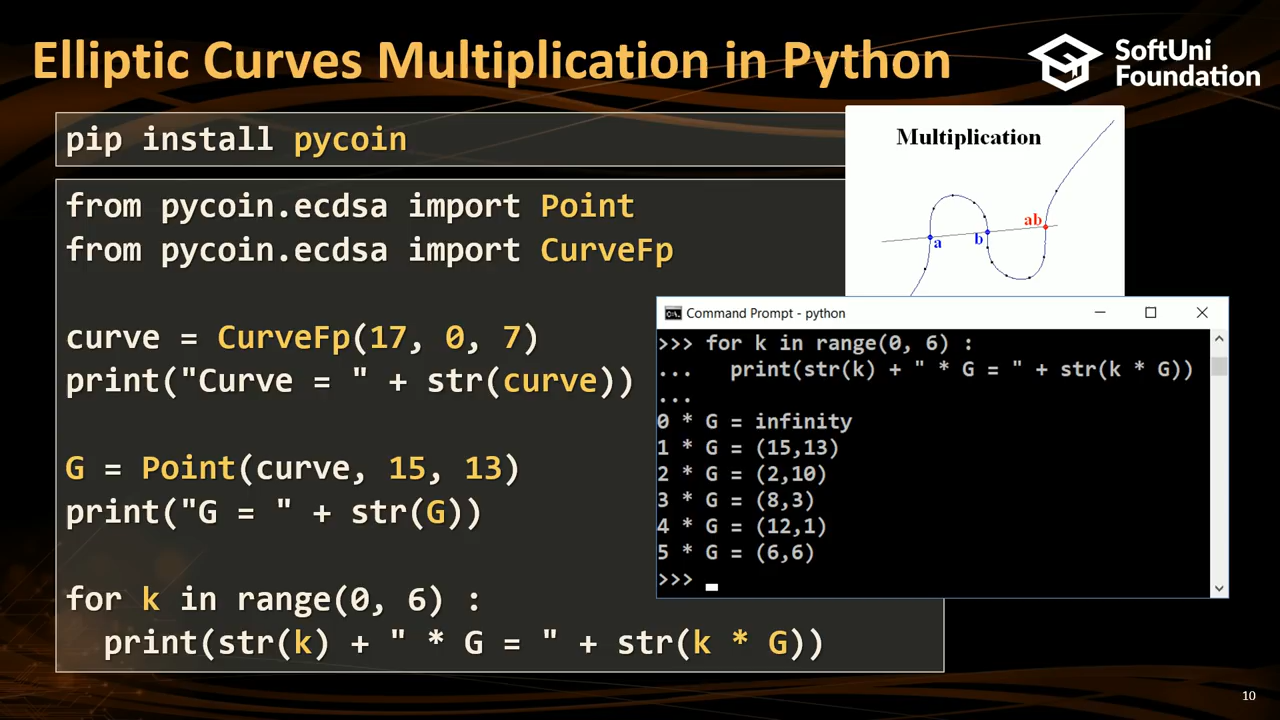 Elliptic Curves Multiplication in Python
SoftUni
Foundation
pip install pycoin
from pycoin.ecdsa import Point
from pycoin.ecdsa import CurveFp
curve = CurveFp(17, 0, 7)
print("Curve = " + str(curve))
G = Point(curve, 15, 13)
print("G = " + str(G))
for k in range(0, 6) :
  print(str(k) + " * G = " + str(k * G))
Multiplication
a
b
ab
Command Prompt - python
>>> for k in range(0, 6) :
...   print(str(k) + " * G = " + str(k * G))
...
0 * G = infinity
1 * G = (15,13)
2 * G = (2,10)
3 * G = (8,3)
4 * G = (12,1)
5 * G = (6,6)
>>>
10